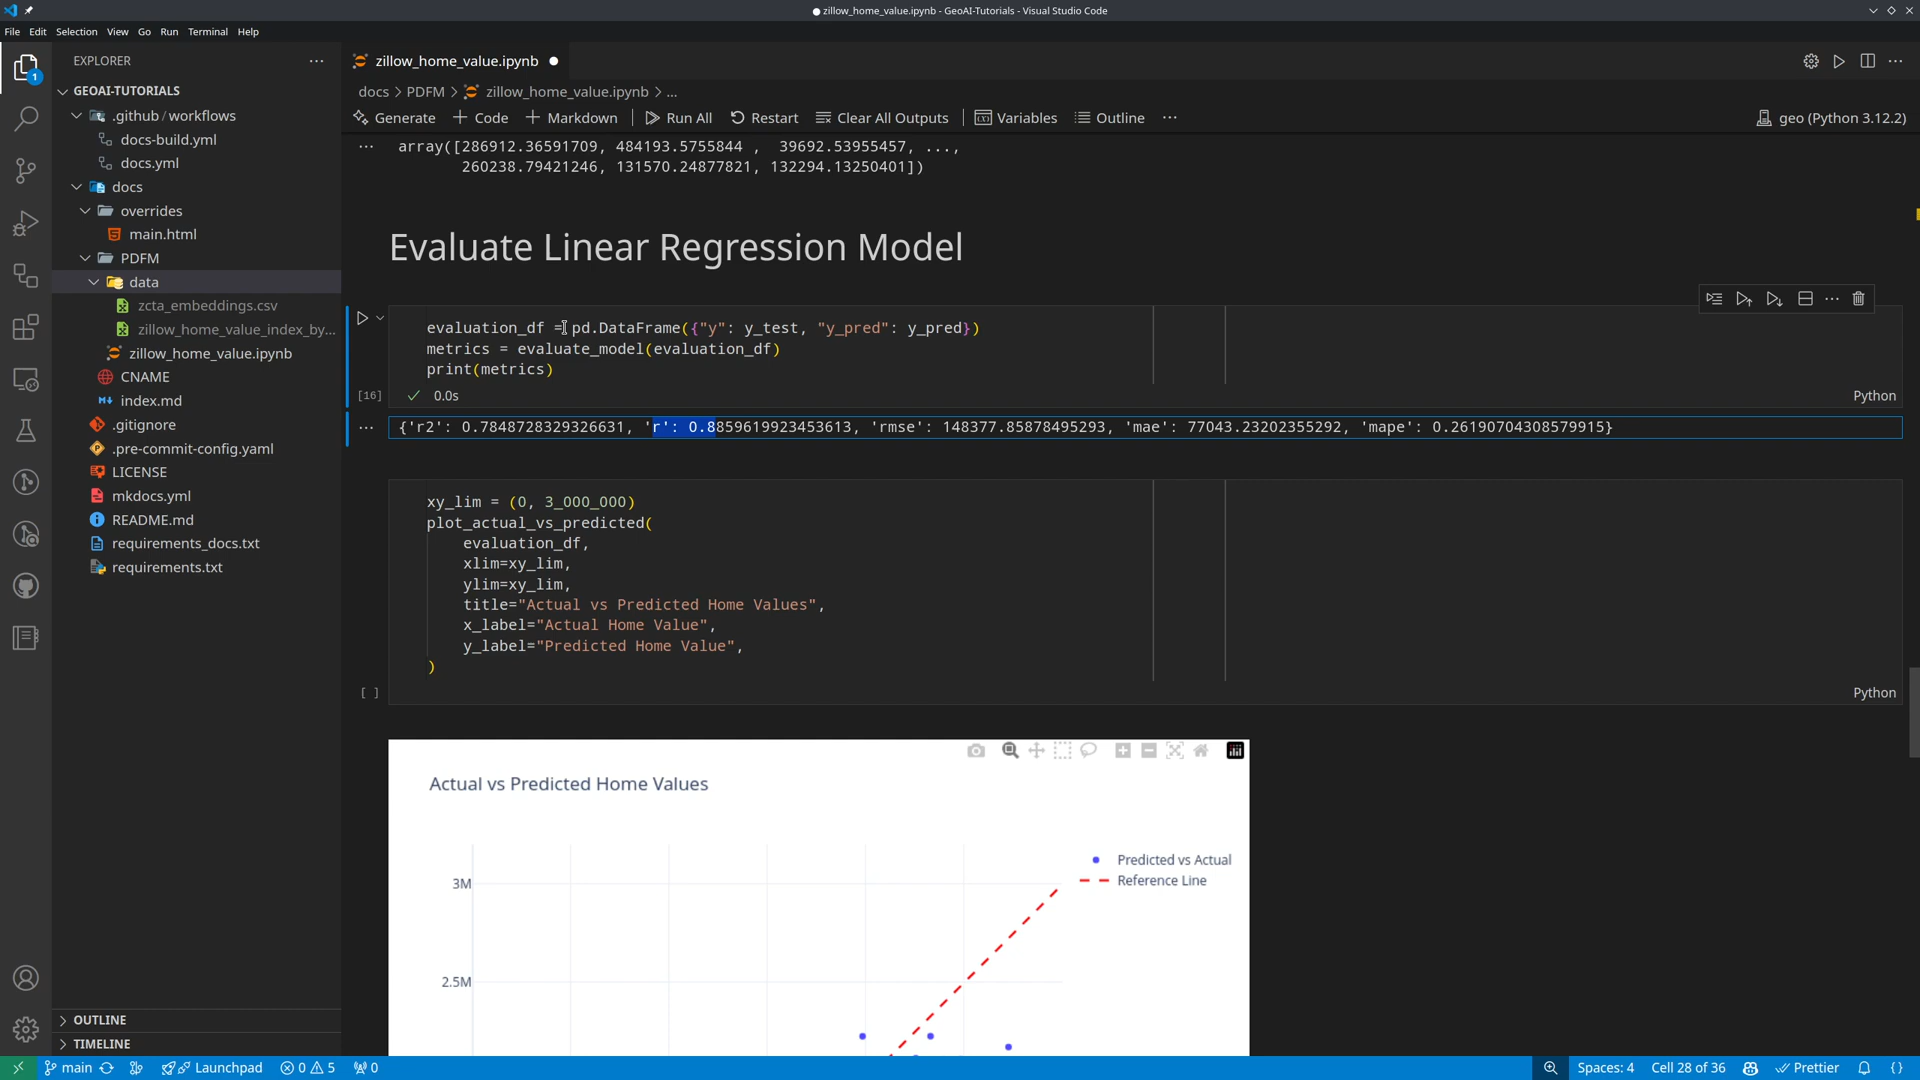 zillow_home_value.ipynb - GeoAI-Tutorials - Visual Studio Code
File Edit Selection View Go Run Terminal Help
EXPLORER
GEOAI-TUTORIALS
.github / workflows
docs-build.yml
docs.yml
docs
overrides
main.html
PDFM
data
zcta_embeddings.csv
zillow_home_value_index_by...
zillow_home_value.ipynb
CNAME
index.md
.gitignore
.pre-commit-config.yaml
LICENSE
mkdocs.yml
README.md
requirements_docs.txt
requirements.txt
OUTLINE
TIMELINE
1
zillow_home_value.ipynb
docs > PDFM > zillow_home_value.ipynb > ...
Generate + Code + Markdown Run All Restart Clear All Outputs Variables Outline ... geo (Python 3.12.2)
array([286912.36591709, 484193.5755844 , 39692.53955457, ...,
260238.79421246, 131570.24877821, 132294.13250401])
Evaluate Linear Regression Model
evaluation_df = pd.DataFrame({"y": y_test, "y_pred": y_pred})
metrics = evaluate_model(evaluation_df)
print(metrics)
[16] 0.0s Python
{'r2': 0.7848728329326631, 'r': 0.8859619923453613, 'rmse': 148377.85878495293, 'mae': 77043.23202355292, 'mape': 0.26190704308579915}
xy_lim = (0, 3_000_000)
plot_actual_vs_predicted(
evaluation_df,
xlim=xy_lim,
ylim=xy_lim,
title="Actual vs Predicted Home Values",
x_label="Actual Home Value",
y_label="Predicted Home Value",
)
[ ] Python
Actual vs Predicted Home Values
Predicted vs Actual
Reference Line
3M
2.5M
main Launchpad 0 5 0 Spaces: 4 Cell 28 of 36 Prettier {}